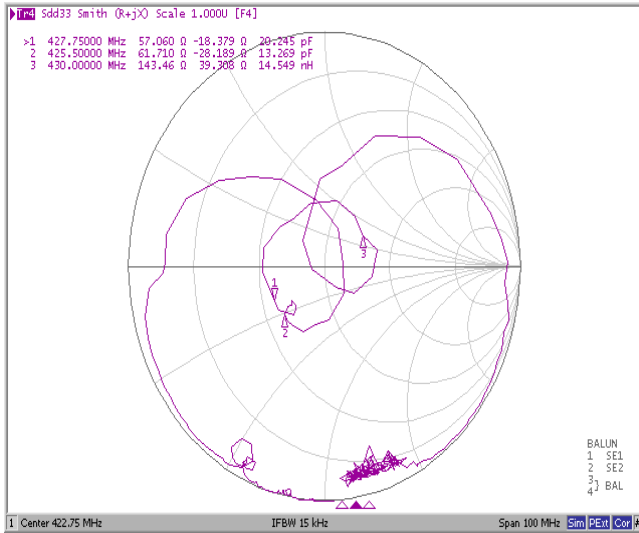 Tr4 Sdd33 Smith (R+jX) Scale 1.000U [F4]
>1 427.75000 MHz 57.060 Ω -18.379 Ω 20.245 pF
2 425.50000 MHz 61.710 Ω -28.189 Ω 13.269 pF
3 430.00000 MHz 143.46 Ω 39.308 Ω 14.549 nH
3
1
2
BALUN
1 SE1
2 SE2
3
4} BAL
1 Center 422.75 MHz IFBW 15 kHz Span 100 MHz Sim PExt Cor #